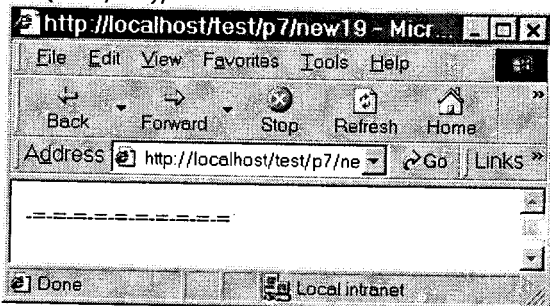 http://localhost/test/p7/new19 - Micr...
File Edit View Favorites Tools Help
Back Forward Stop Refresh Home »
Address http://localhost/test/p7/ne Go Links »
-=-=-=-=-=-=-=-=-=-=
Done Local intranet